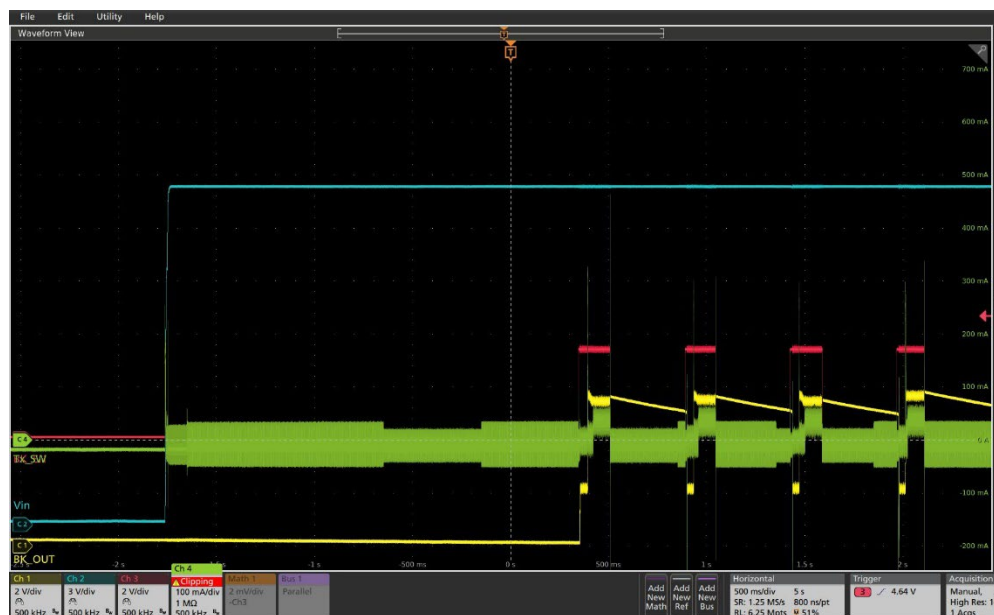 File Edit Utility Help
Waveform View
T
T
700 mA
600 mA
500 mA
400 mA
300 mA
200 mA
100 mA
C 4
0 A
BK_SW
-100 mA
Vin
C 2
C 1
-200 mA
BK_OUT
-2 s
-1 s
-500 ms
0 s
500 ms
1 s
1.5 s
2 s
Ch 1
2 V/div
500 kHz
Ch 2
3 V/div
500 kHz
Ch 3
2 V/div
500 kHz
Ch 4
Clipping
100 mA/div
1 MΩ
500 kHz
Math 1
2 mV/div
-Ch3
Bus 1
Parallel
Add New Math
Add New Ref
Add New Bus
Horizontal
500 ms/div 5 s
SR: 1.25 MS/s 800 ns/pt
RL: 6.25 Mpts 51%
Trigger
3 4.64 V
Acquisition
Manual,
High Res: 1
1 Acqs